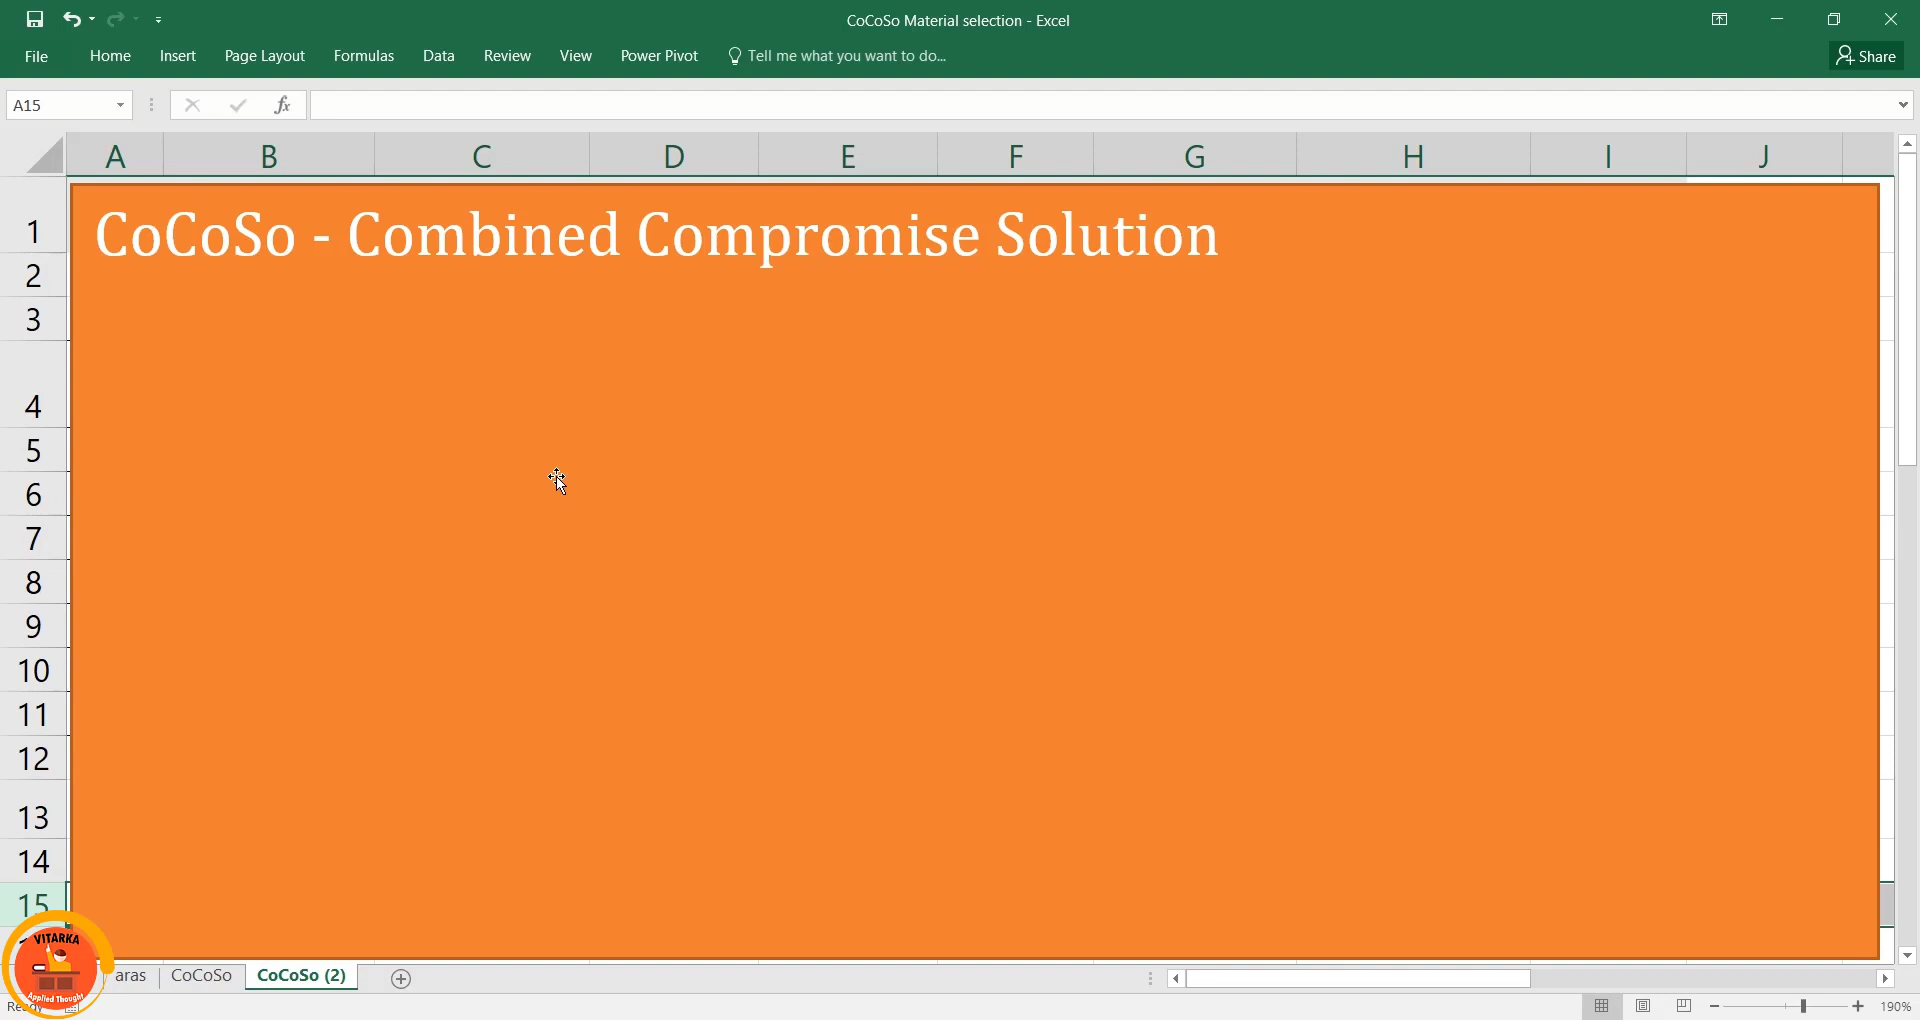 CoCoSo Material selection - Excel
File Home Insert Page Layout Formulas Data Review View Power Pivot Tell me what you want to do... Share
A15 fx
A B C D E F G H I J
1
CoCoSo - Combined Compromise Solution
2
3
4
5
6
7
8
9
10
11
12
13
14
15
VITARKA
Applied Thought
aras CoCoSo CoCoSo (2)
190%